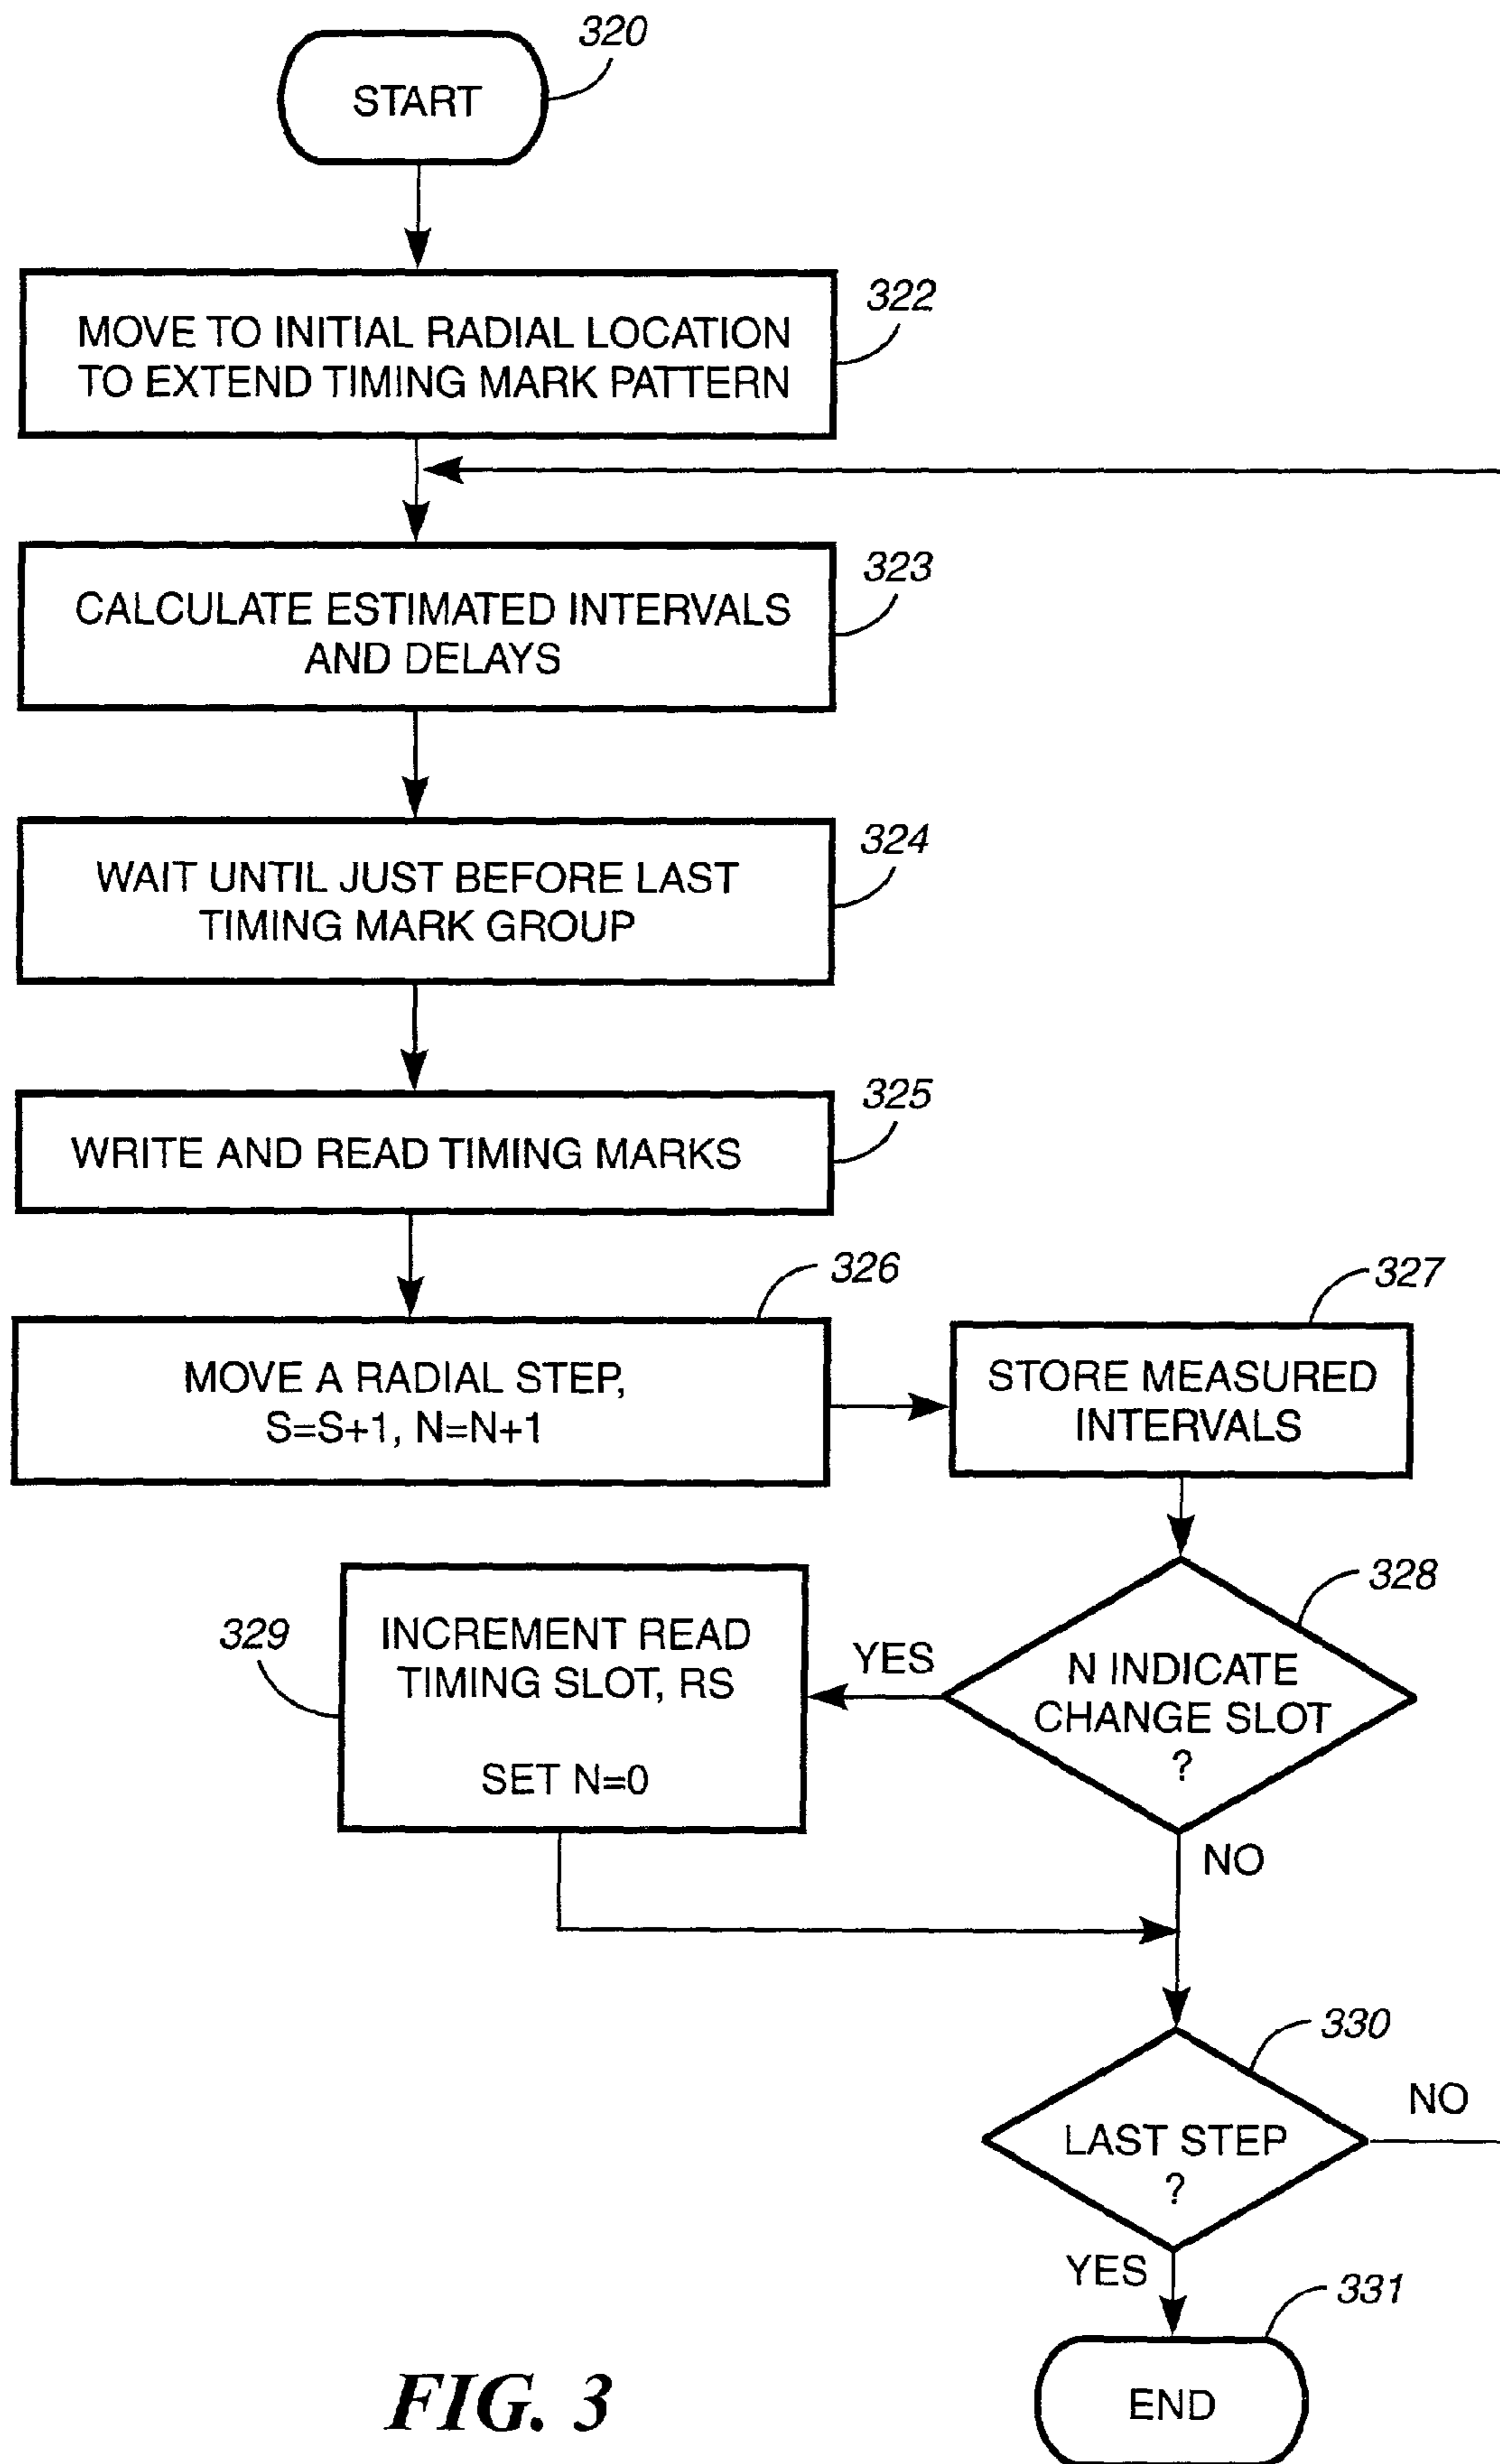 320
START
322
MOVE TO INITIAL RADIAL LOCATION
TO EXTEND TIMING MARK PATTERN
323
CALCULATE ESTIMATED INTERVALS
AND DELAYS
324
WAIT UNTIL JUST BEFORE LAST
TIMING MARK GROUP
325
WRITE AND READ TIMING MARKS
326
MOVE A RADIAL STEP,
S=S+1, N=N+1
327
STORE MEASURED
INTERVALS
328
N INDICATE
CHANGE SLOT
?
YES
329
INCREMENT READ
TIMING SLOT, RS
SET N=0
NO
330
LAST STEP
?
NO
YES
331
END
FIG. 3